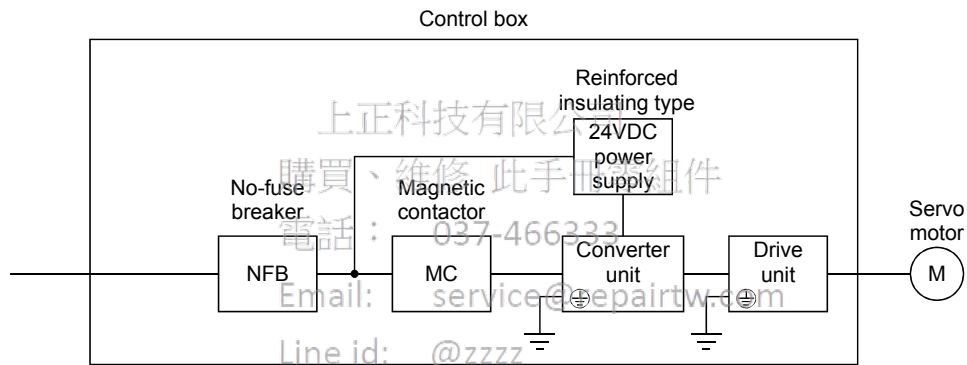 Control box
Reinforced
insulating type
上正科技有限公司
24VDC
power
supply
購買、維修 此手冊零組件
No-fuse
breaker
Magnetic
contactor
電話： 037-466333
Servo
motor
NFB
MC
Converter
unit
Drive
unit
M
Email: service@repairtw.com
Line id: @zzzz